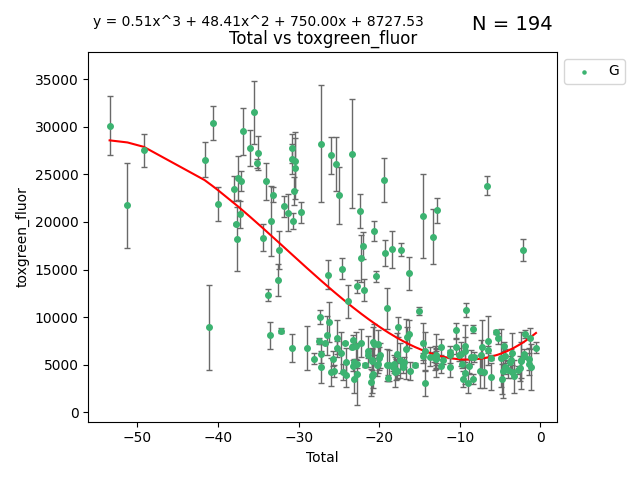 y = 0.51x^3 + 48.41x^2 + 750.00x + 8727.53
N = 194
Total vs toxgreen_fluor
G
toxgreen_fluor
35000
30000
25000
20000
15000
10000
5000
0
−50
−40
−30
−20
−10
0
Total